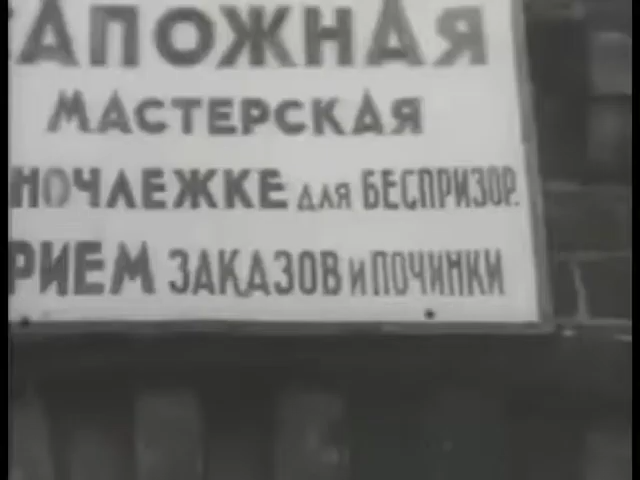 АПОЖНАЯ
МАСТЕРСКАЯ
НОЧЛЕЖКЕ ДЛЯ БЕСПРИЗОР.
РИЕМ ЗАКАЗОВ И ПОЧИНКИ